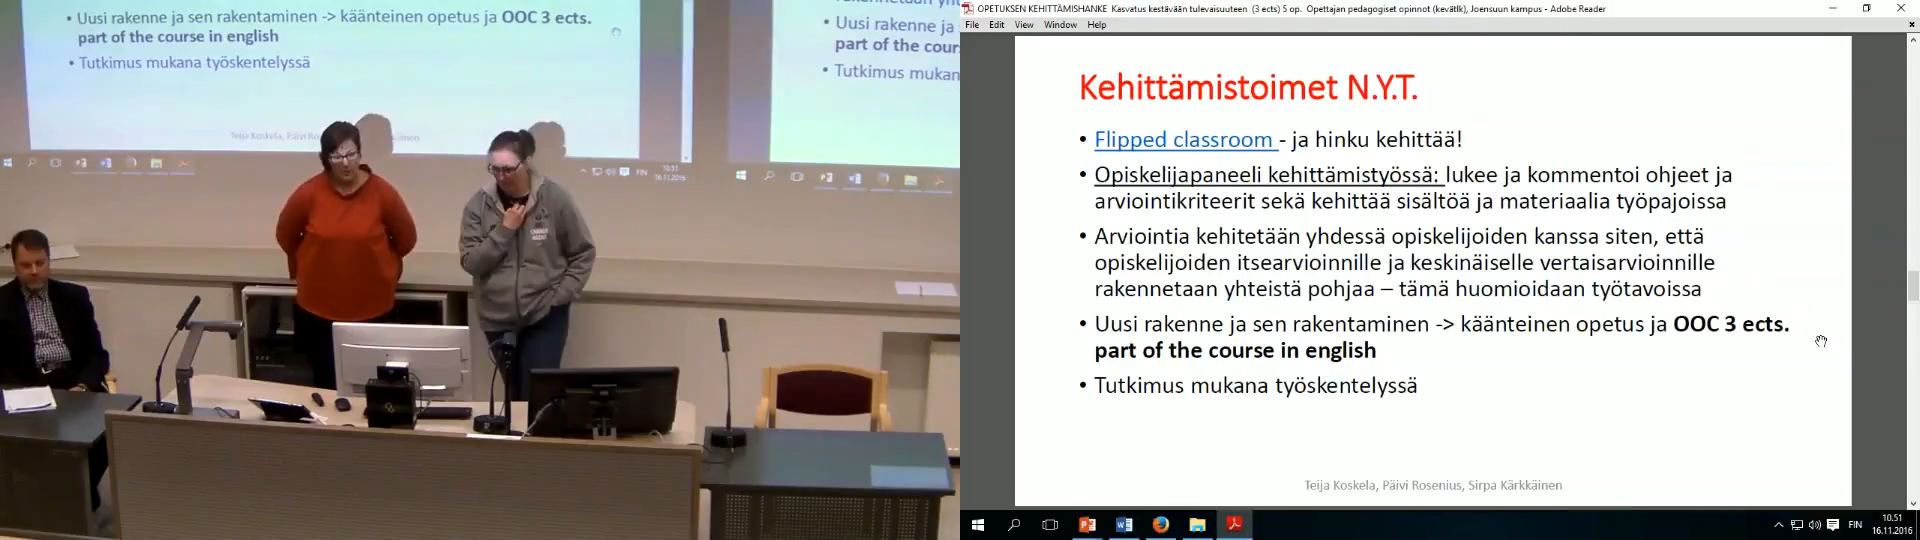 Uusi rakenne ja sen rakentaminen -> käänteinen opetus ja OOC 3 ects.
part of the course in english
Tutkimus mukana työskentelyssä
Uusi rakenne ja
part of the cour
Tutkimus mukan
10.51
16.11.2016
OPETUKSEN KEHITTÄMISHANKE Kasvatus kestävään tulevaisuuteen (3 ects) 5 op. Opettajan pedagogiset opinnot (kevätlk), Joensuun kampus - Adobe Reader
File Edit View Window Help
Kehittämistoimet N.Y.T.
• Flipped classroom - ja hinku kehittää!
• Opiskelijapaneeli kehittämistyössä: lukee ja kommentoi ohjeet ja
arviointikriteerit sekä kehittää sisältöä ja materiaalia työpajoissa
• Arviointia kehitetään yhdessä opiskelijoiden kanssa siten, että
opiskelijoiden itsearvioinnille ja keskinäiselle vertaisarvioinnille
rakennetaan yhteistä pohjaa – tämä huomioidaan työtavoissa
• Uusi rakenne ja sen rakentaminen -> käänteinen opetus ja OOC 3 ects.
part of the course in english
• Tutkimus mukana työskentelyssä
Teija Koskela, Päivi Rosenius, Sirpa Kärkkäinen
FIN
10.51
16.11.2016